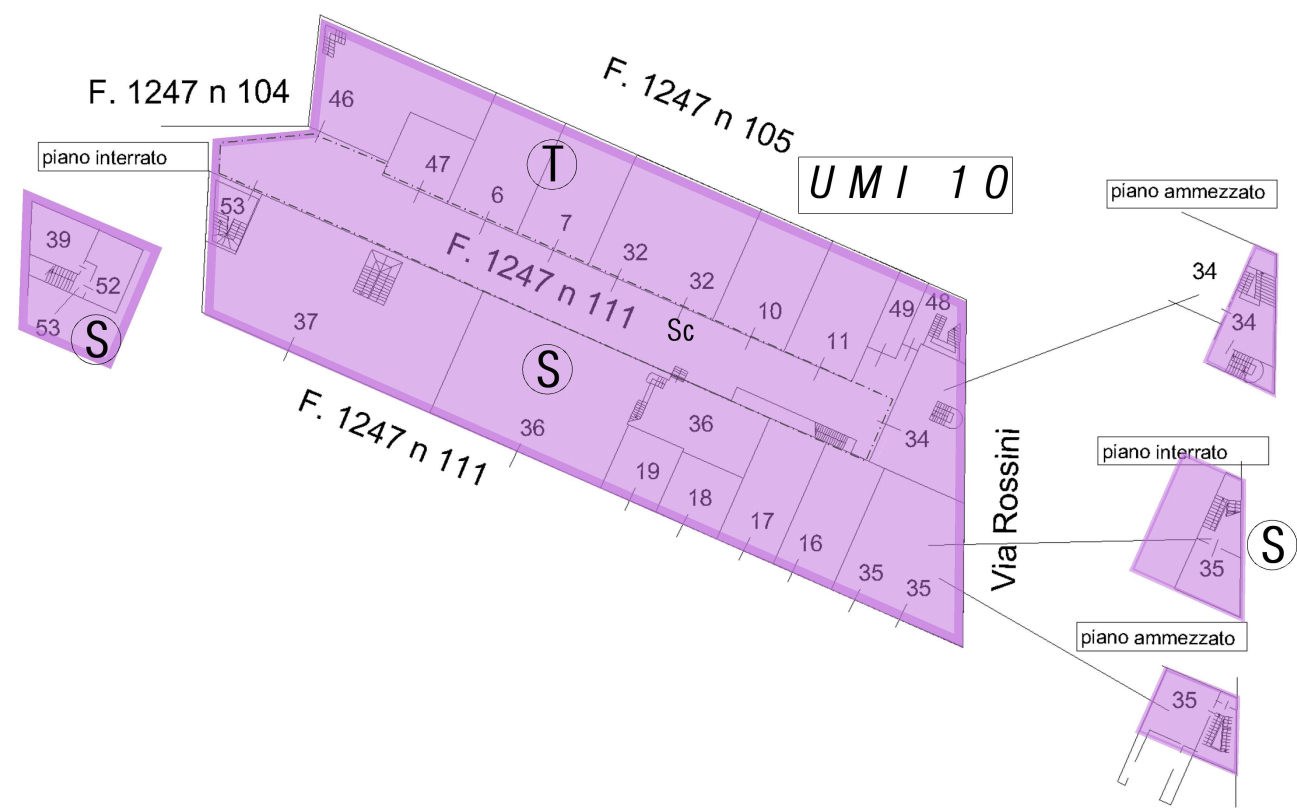 F. 1247 n 104
F. 1247 n 105
UMI 10
piano interrato
piano ammezzato
46
47
T
6
7
32
32
10
11
49
48
34
34
53
39
52
53
S
F. 1247 n 111
Sc
37
S
36
36
34
F. 1247 n 111
19
18
17
16
35
35
Via Rossini
piano interrato
S
35
piano ammezzato
35